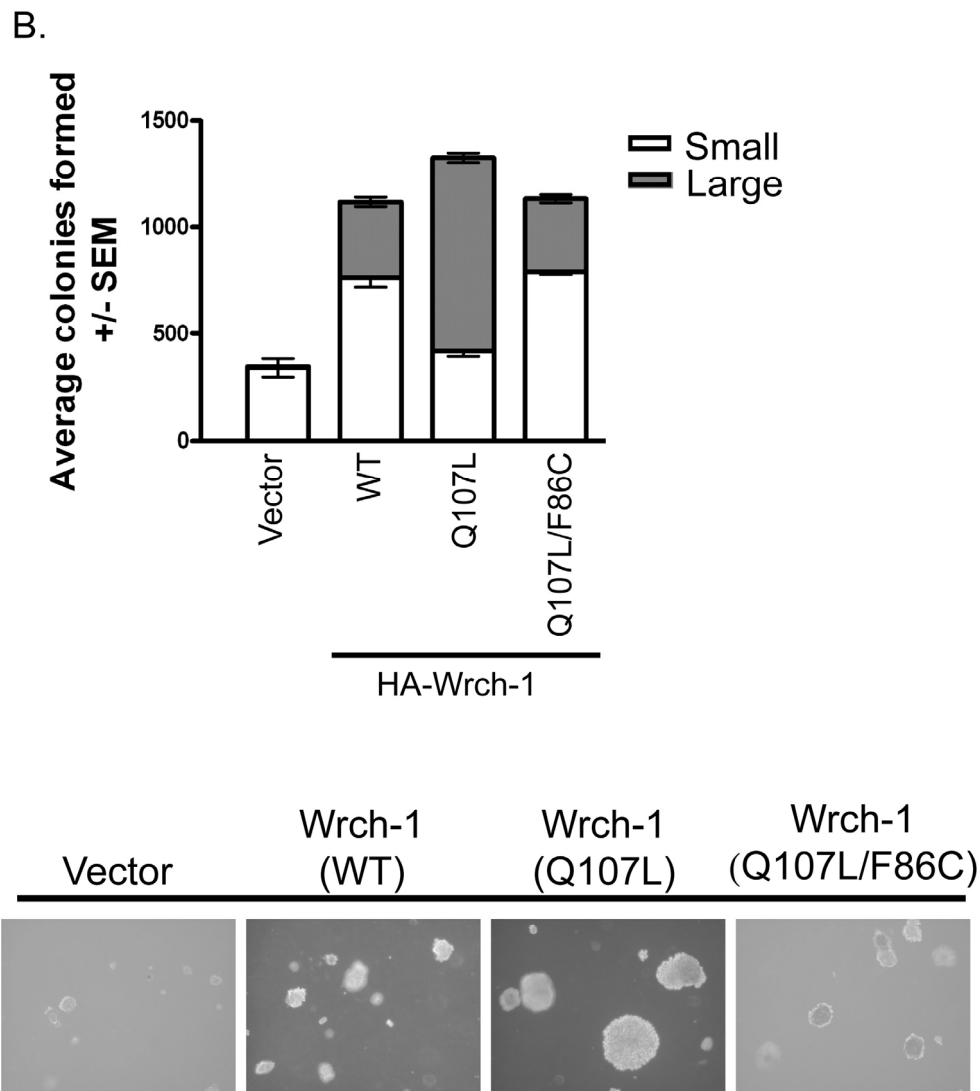 B.
Average colonies formed
+/- SEM
1500
1000
500
0
Small
Large
Vector
WT
Q107L
Q107L/F86C
HA-Wrch-1
Vector
Wrch-1
(WT)
Wrch-1
(Q107L)
Wrch-1
(Q107L/F86C)